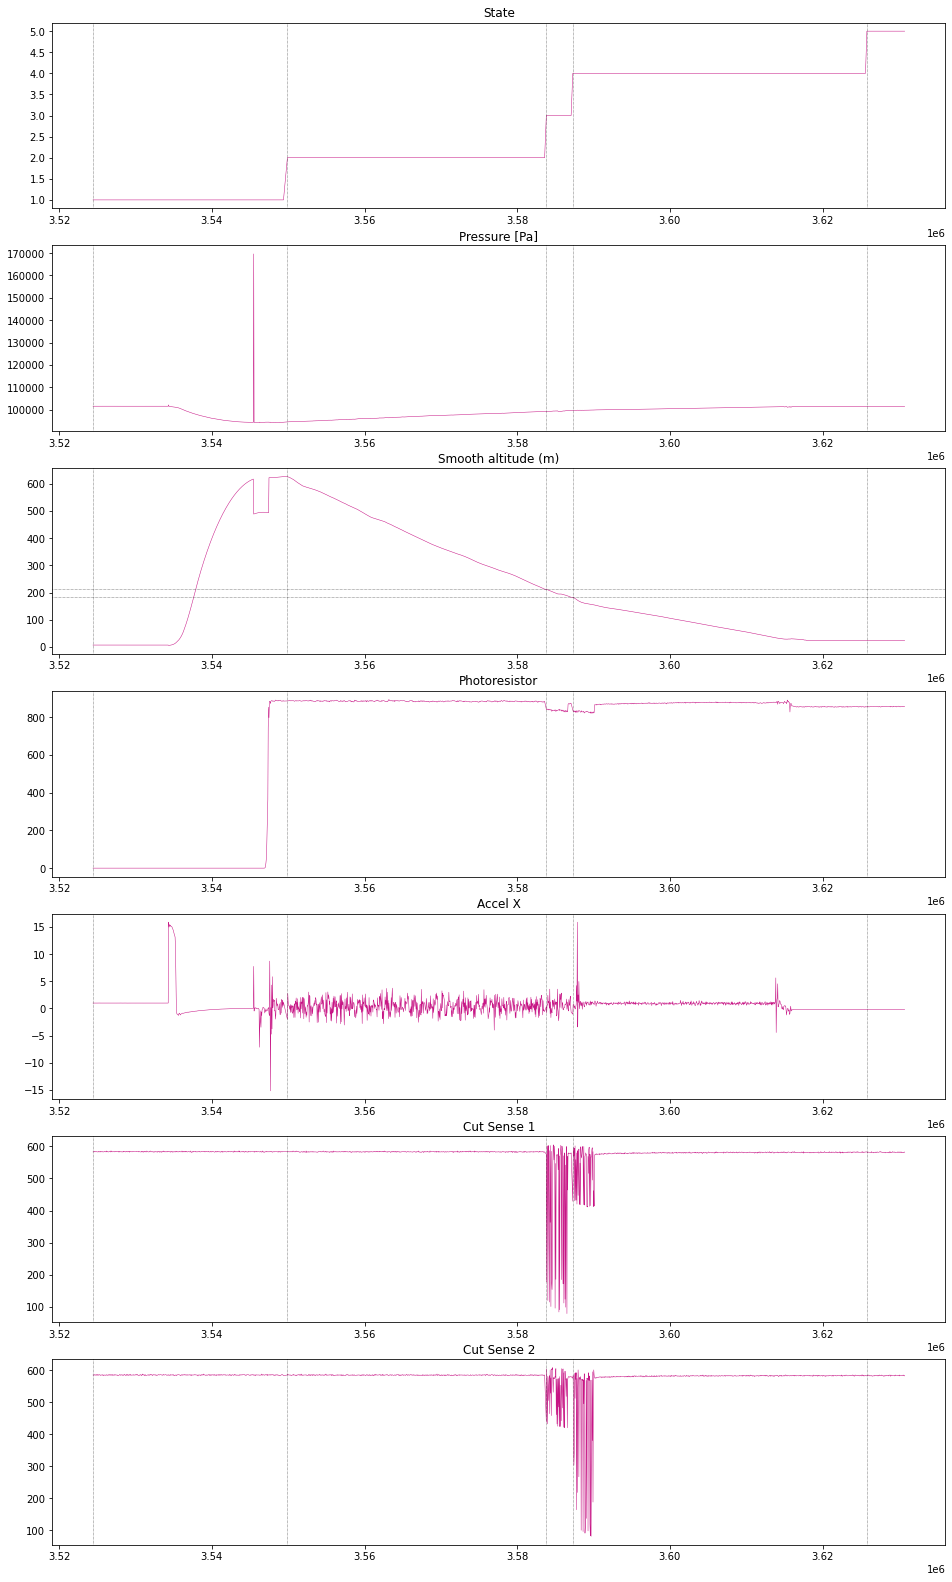 State
5.0
4.5
4.0
3.5
3.0
2.5
2.0
1.5
1.0
3.52 3.54 3.56 3.58 3.60 3.62
1e6
Pressure [Pa]
170000
160000
150000
140000
130000
120000
110000
100000
3.52 3.54 3.56 3.58 3.60 3.62
1e6
Smooth altitude (m)
600
500
400
300
200
100
0
3.52 3.54 3.56 3.58 3.60 3.62
1e6
Photoresistor
800
600
400
200
0
3.52 3.54 3.56 3.58 3.60 3.62
1e6
Accel X
15
10
5
0
−5
−10
−15
3.52 3.54 3.56 3.58 3.60 3.62
1e6
Cut Sense 1
600
500
400
300
200
100
3.52 3.54 3.56 3.58 3.60 3.62
1e6
Cut Sense 2
600
500
400
300
200
100
3.52 3.54 3.56 3.58 3.60 3.62
1e6